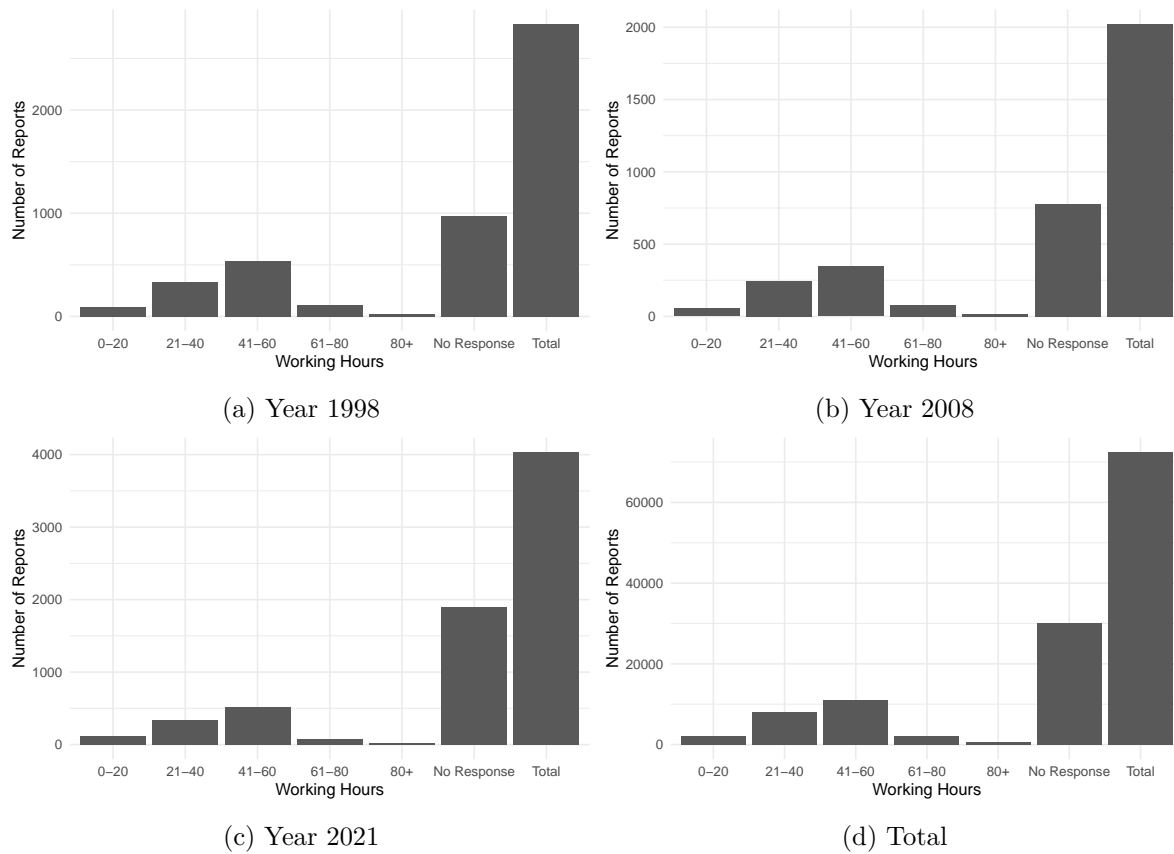 Number of Reports
2000
1000
0
0–20 21–40 41–60 61–80 80+ No Response Total
Working Hours
(a) Year 1998
Number of Reports
2000
1500
1000
500
0
0–20 21–40 41–60 61–80 80+ No Response Total
Working Hours
(b) Year 2008
Number of Reports
4000
3000
2000
1000
0
0–20 21–40 41–60 61–80 80+ No Response Total
Working Hours
(c) Year 2021
Number of Reports
60000
40000
20000
0
0–20 21–40 41–60 61–80 80+ No Response Total
Working Hours
(d) Total